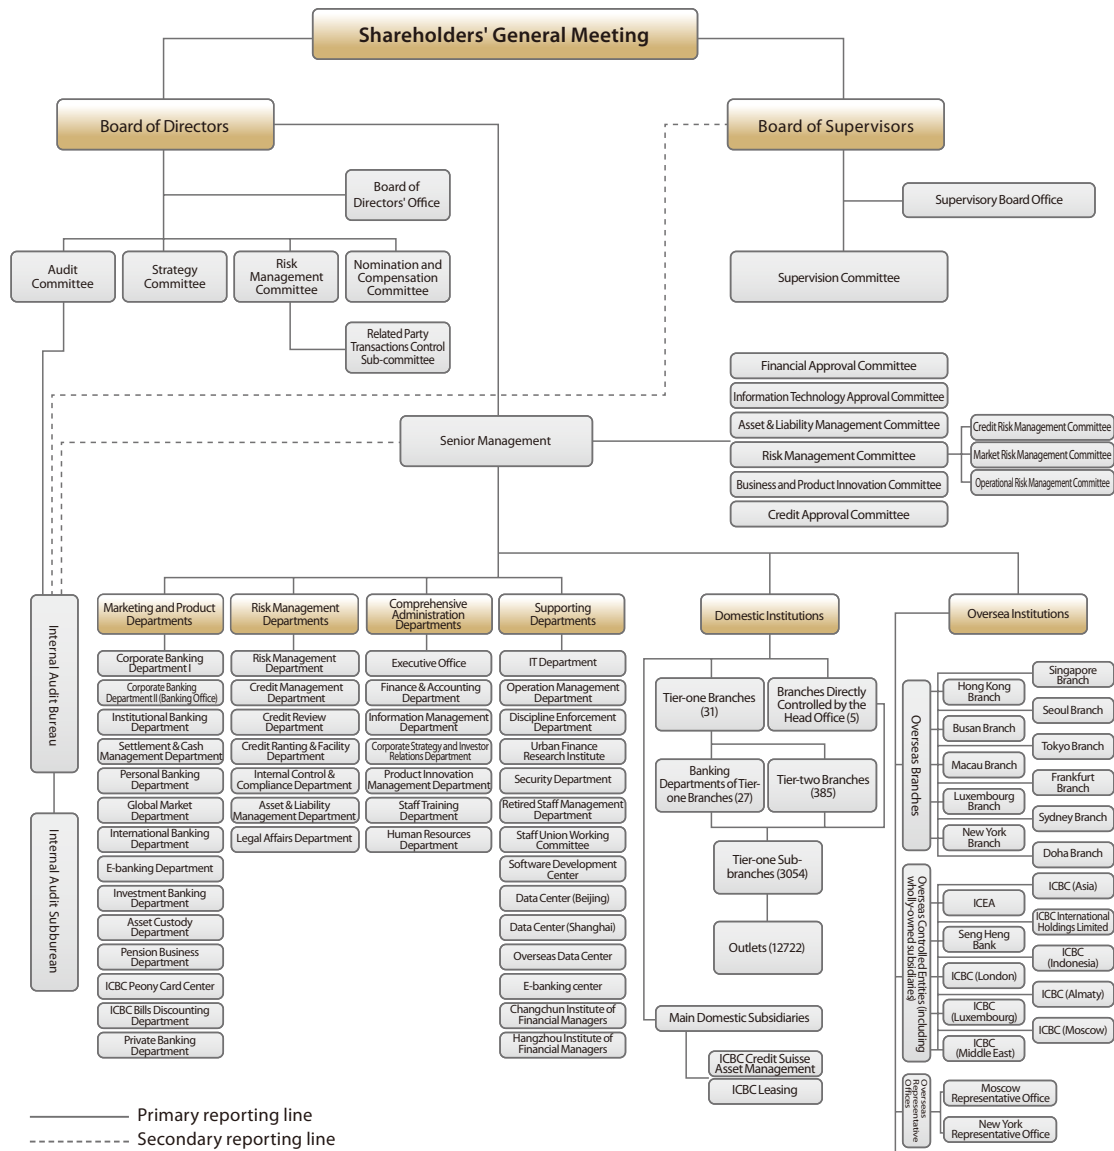 Shareholders' General Meeting
Board of Directors
Board of Supervisors
Board of
Directors' Office
Supervisory Board Office
Audit
Committee
Strategy
Committee
Risk
Management
Committee
Nomination and
Compensation
Committee
Supervision Committee
Related Party
Transactions Control
Sub-committee
Financial Approval Committee
Information Technology Approval Committee
Asset & Liability Management Committee
Risk Management Committee
Business and Product Innovation Committee
Credit Approval Committee
Credit Risk Management Committee
Market Risk Management Committee
Operational Risk Management Committee
Senior Management
Internal Audit Bureau
Internal Audit Subburean
Marketing and Product
Departments
Corporate Banking
Department I
Corporate Banking
Department II (Banking Office)
Institutional Banking
Department
Settlement & Cash
Management Department
Personal Banking
Department
Global Market
Department
International Banking
Department
E-banking Department
Investment Banking
Department
Asset Custody
Department
Pension Business
Department
ICBC Peony Card Center
ICBC Bills Discounting
Department
Private Banking
Department
Risk Management
Departments
Risk Management
Department
Credit Management
Department
Credit Review
Department
Credit Ranting & Facility
Department
Internal Control &
Compliance Department
Asset & Liability
Management Department
Legal Affairs Department
Comprehensive
Administration
Departments
Executive Office
Finance & Accounting
Department
Information Management
Department
Corporate Strategy and Investor
Relations Department
Product Innovation
Management Department
Staff Training
Department
Human Resources
Department
Supporting
Departments
IT Department
Operation Management
Department
Discipline Enforcement
Department
Urban Finance
Research Institute
Security Department
Retired Staff Management
Department
Staff Union Working
Committee
Software Development
Center
Data Center (Beijing)
Data Center (Shanghai)
Overseas Data Center
E-banking center
Changchun Institute of
Financial Managers
Hangzhou Institute of
Financial Managers
Domestic Institutions
Tier-one Branches
(31)
Branches Directly
Controlled by the
Head Office (5)
Banking
Departments of Tier-
one Branches (27)
Tier-two Branches
(385)
Tier-one Sub-
branches (3054)
Outlets (12722)
Main Domestic Subsidiaries
ICBC Credit Suisse
Asset Management
ICBC Leasing
Oversea Institutions
Overseas Branches
Singapore
Branch
Hong Kong
Branch
Seoul Branch
Busan Branch
Tokyo Branch
Macau Branch
Frankfurt
Branch
Luxembourg
Branch
Sydney Branch
New York
Branch
Doha Branch
Overseas Controlled Entities (including
wholly-owned subsidiaries)
ICBC (Asia)
ICEA
ICBC International
Holdings Limited
Seng Heng
Bank
ICBC
(Indonesia)
ICBC (London)
ICBC (Almaty)
ICBC
(Luxembourg)
ICBC (Moscow)
ICBC
(Middle East)
Overseas
Representative
Offices
Moscow
Representative Office
New York
Representative Office
Primary reporting line
Secondary reporting line